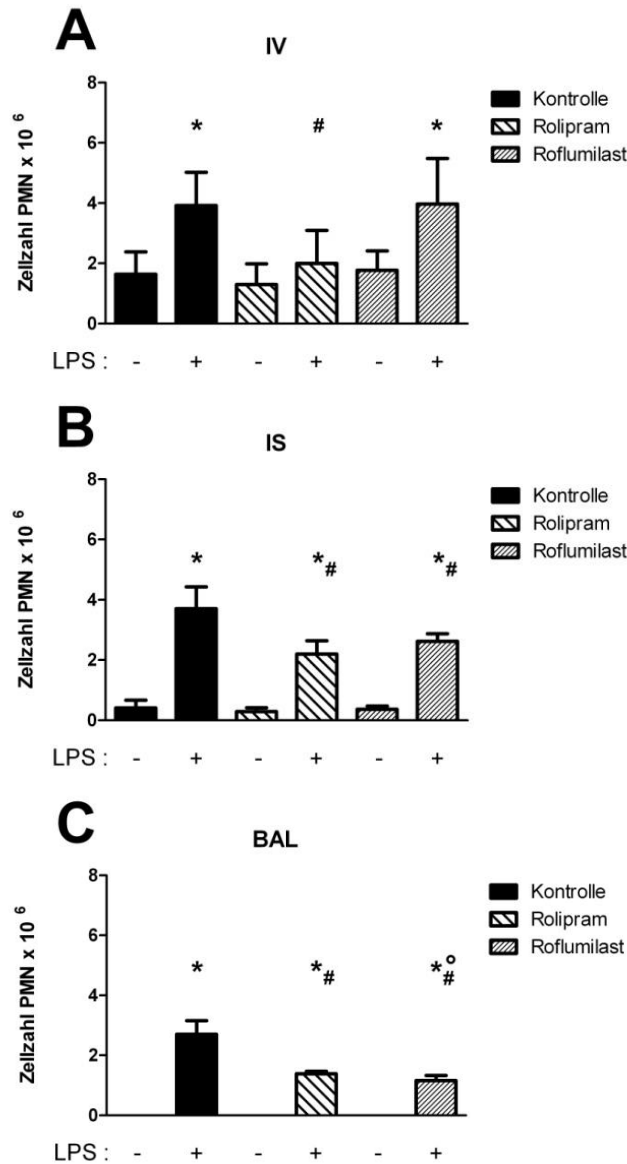 A
IV
Zellzahl PMN x 10 6
8
6
4
2
0
* # *
Kontrolle
Rolipram
Roflumilast
LPS : - + - + - +
B
IS
Zellzahl PMN x 10 6
8
6
4
2
0
* *# *#
Kontrolle
Rolipram
Roflumilast
LPS : - + - + - +
C
BAL
Zellzahl PMN x 10 6
8
6
4
2
0
* *# *#°
Kontrolle
Rolipram
Roflumilast
LPS : - + - + - +